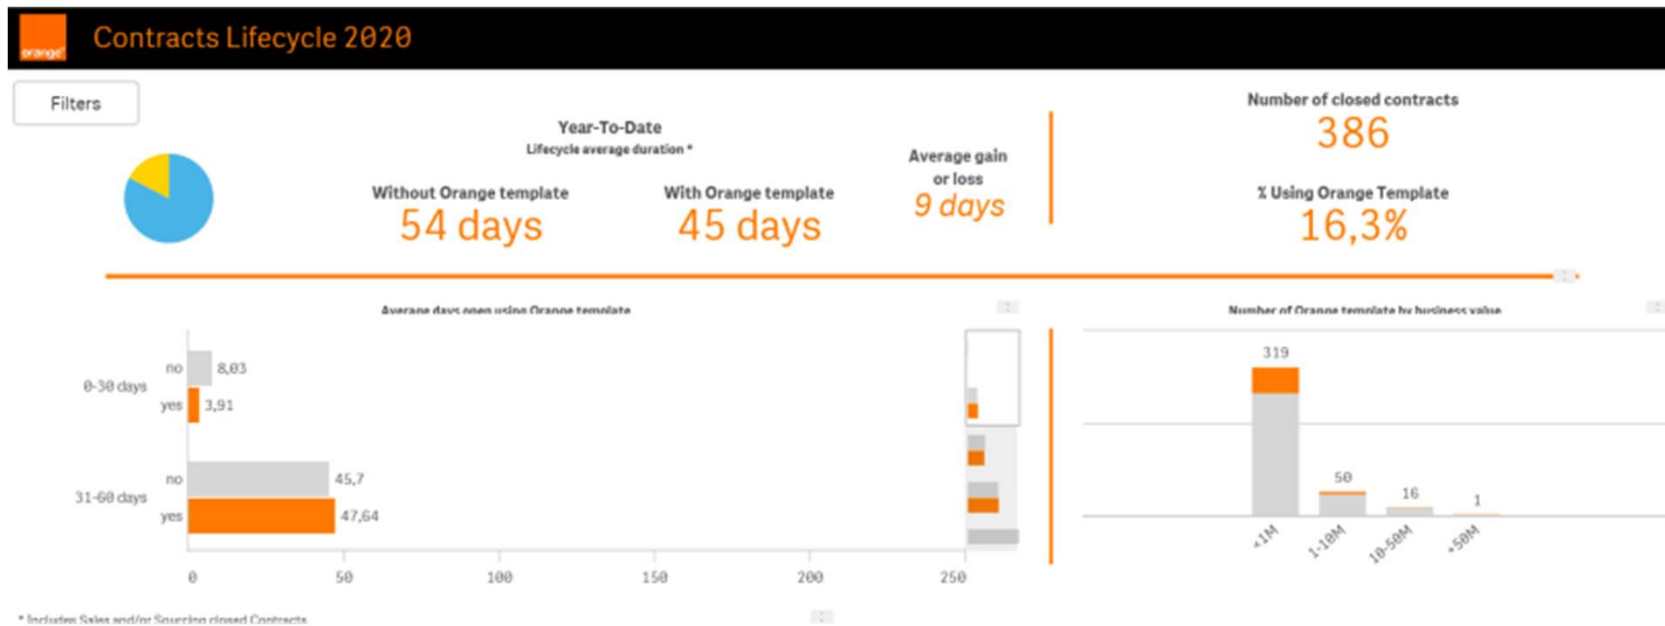 orange
Contracts Lifecycle 2020
Filters
Year-To-Date
Lifecycle average duration *
Without Orange template
54 days
With Orange template
45 days
Average gain
or loss
9 days
Number of closed contracts
386
% Using Orange Template
16,3%
Average days open using Orange template
0-30 days
no
8,03
yes
3,91
31-60 days
no
45,7
yes
47,64
0
50
100
150
200
250
Number of Orange template by business value
319
50
16
1
<1M
1-10M
10-50M
+50M
* Includes Sales and/or Sourcing closed Contracts